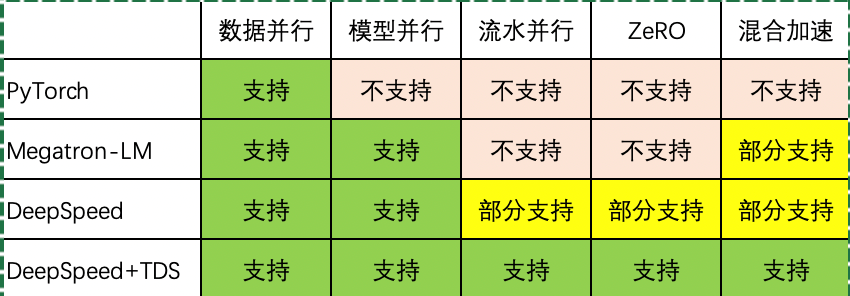 数据并行 模型并行 流水并行 ZeRO 混合加速
PyTorch 支持 不支持 不支持 不支持 不支持
Megatron-LM 支持 支持 不支持 不支持 部分支持
DeepSpeed 支持 支持 部分支持 部分支持 部分支持
DeepSpeed+TDS 支持 支持 支持 支持 支持